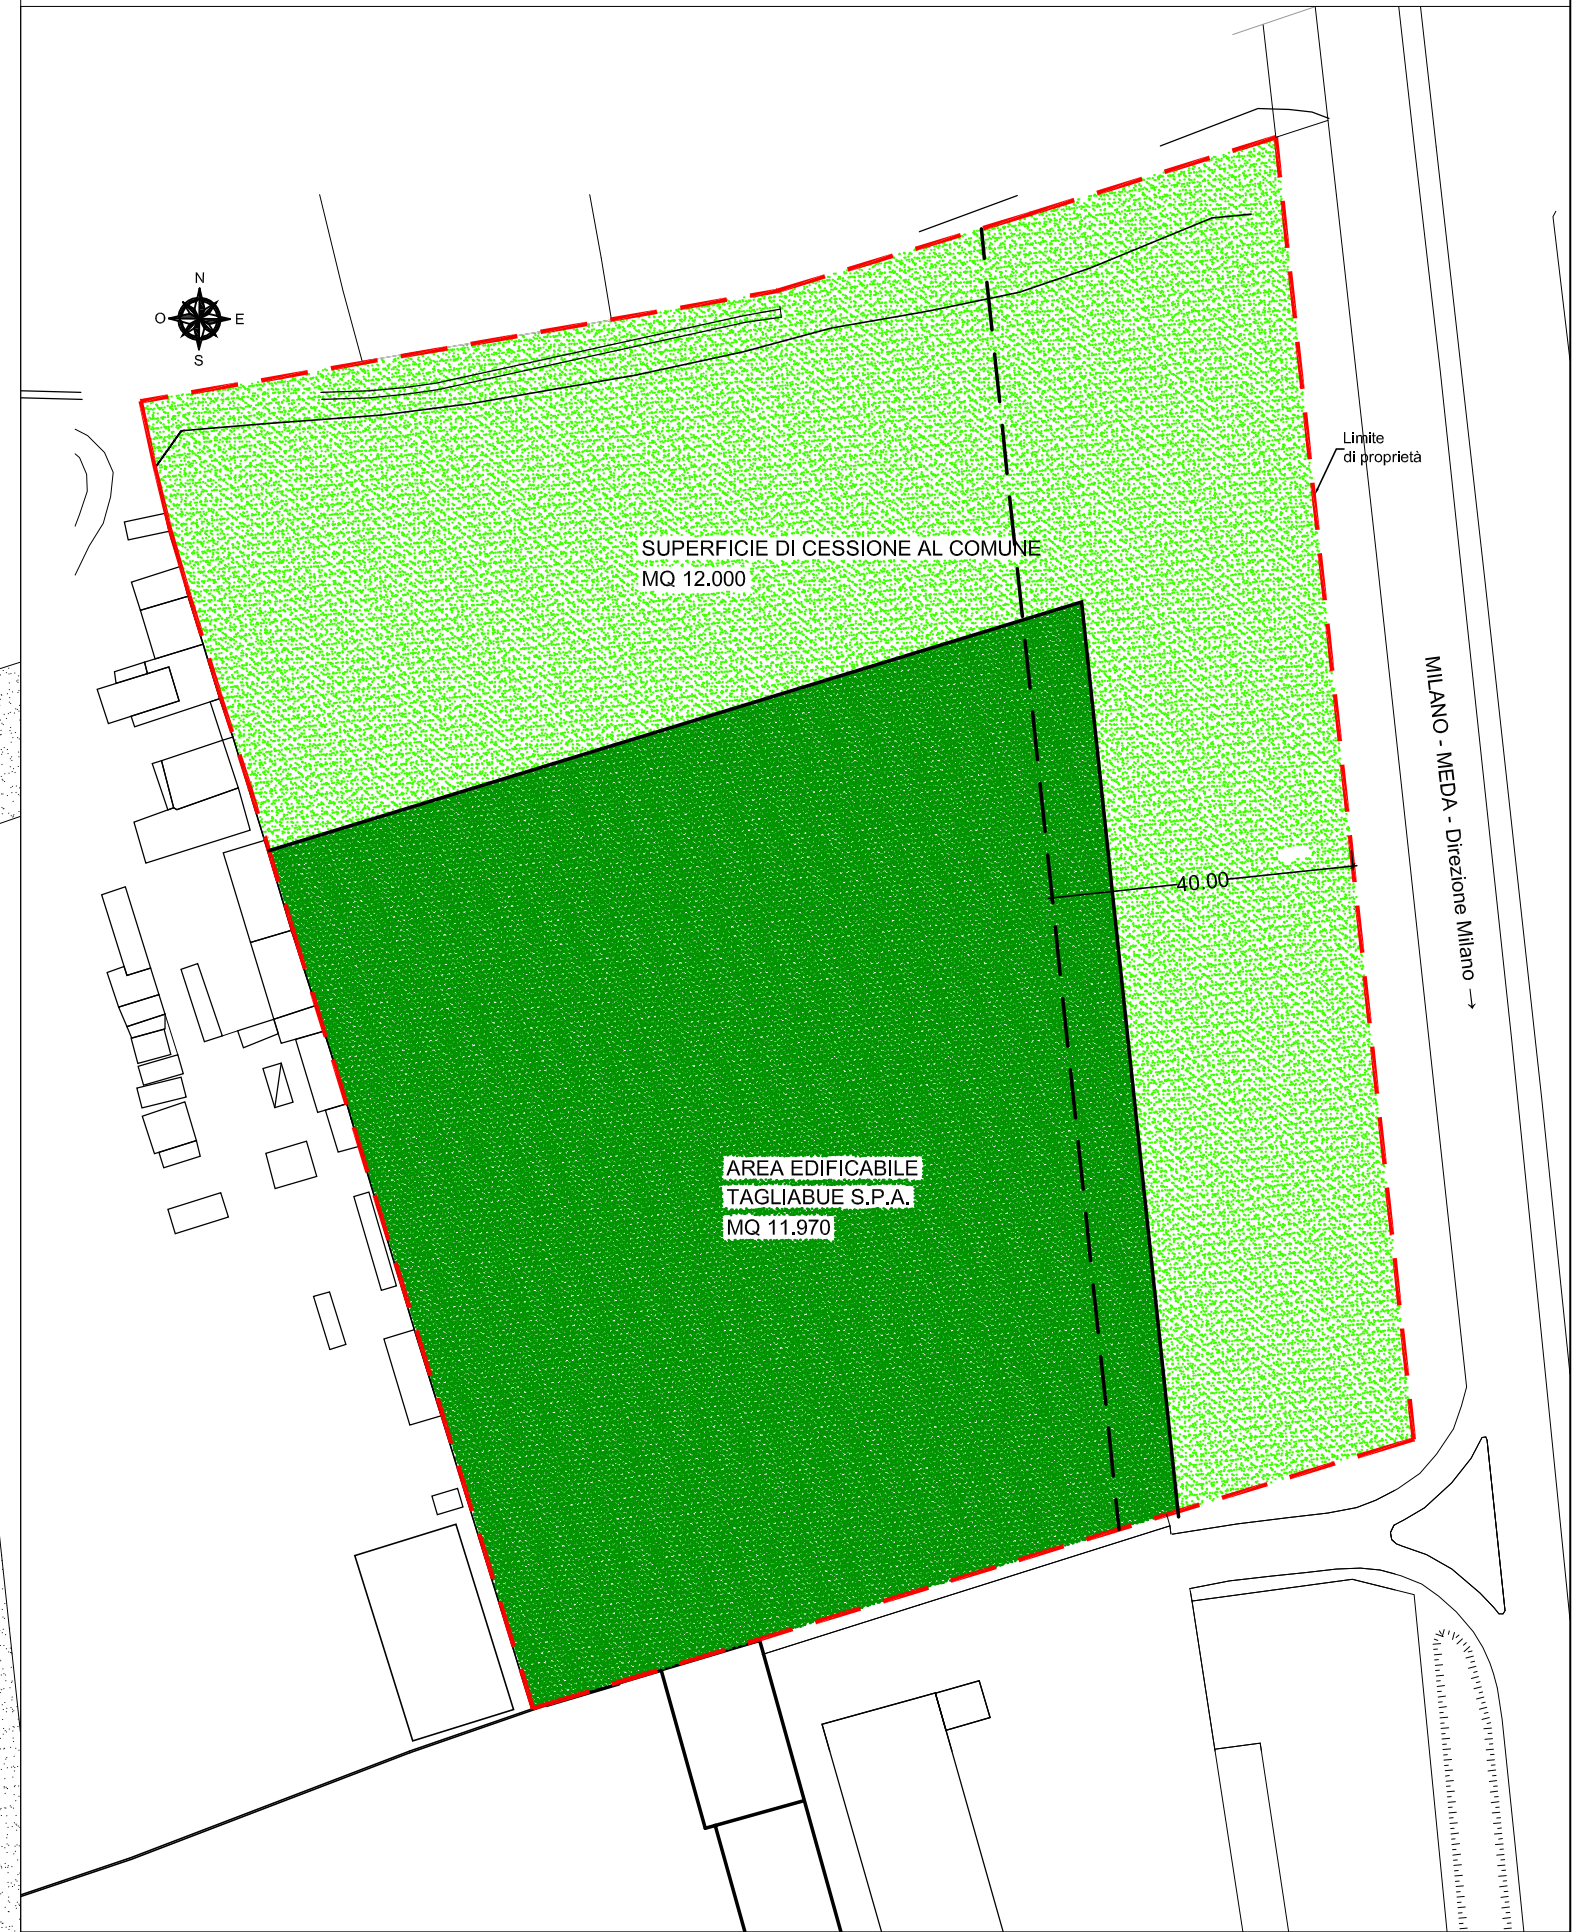 N
O
E
S
Limite
di proprietà
SUPERFICIE DI CESSIONE AL COMUNE
MQ 12.000
MILANO - MEDA - Direzione Milano →
40.00
AREA EDIFICABILE
TAGLIABUE S.P.A.
MQ 11.970